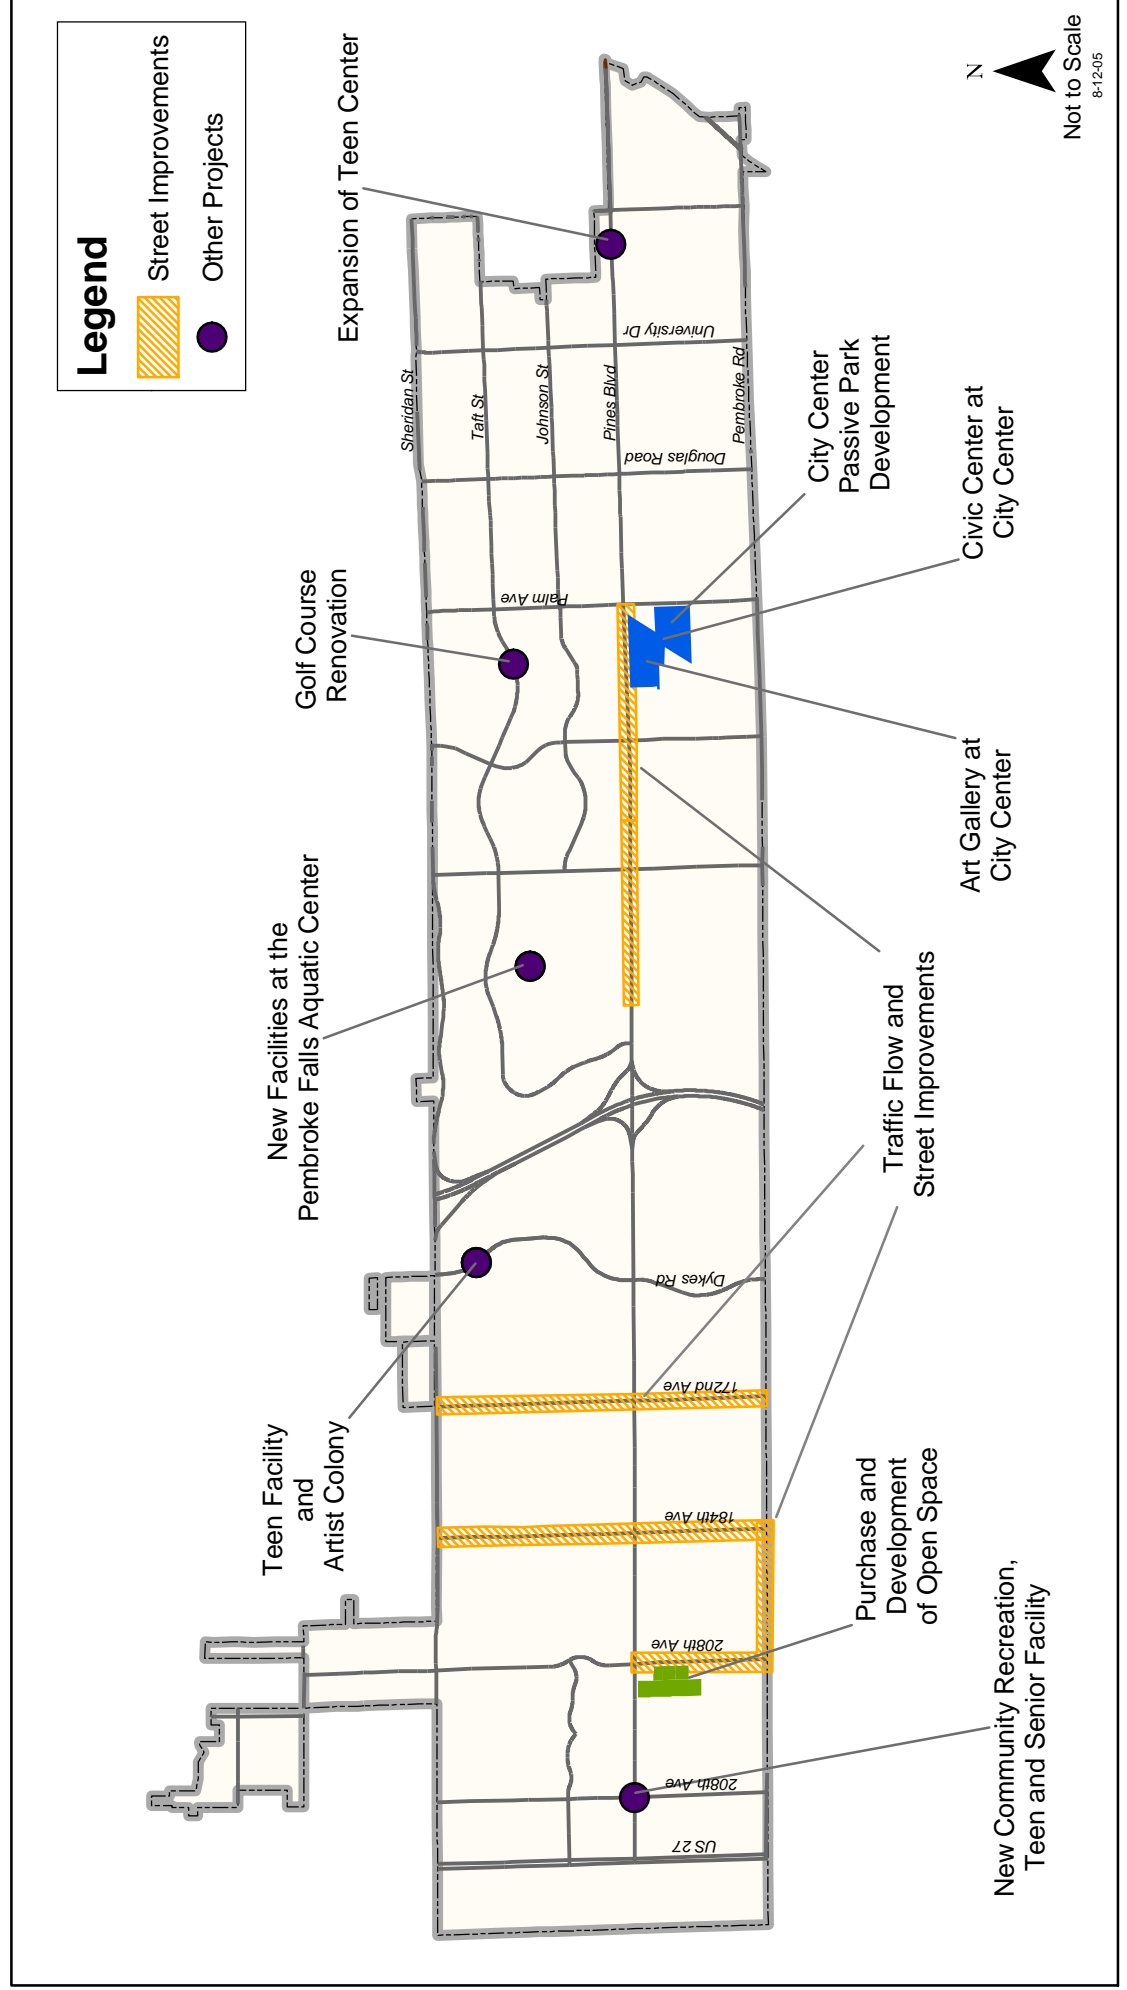 Legend
Street Improvements
Other Projects
Expansion of Teen Center
Golf Course
Renovation
New Facilities at the
Pembroke Falls Aquatic Center
Teen Facility
and
Artist Colony
Sheridan St
Taft St
Johnson St
Pines Blvd
Pembroke Rd
University Dr
Douglas Road
Palm Ave
Dykes Rd
172nd Ave
184th Ave
208th Ave
208th Ave
US 27
City Center
Passive Park
Development
Civic Center at
City Center
Art Gallery at
City Center
Traffic Flow and
Street Improvements
Purchase and
Development
of Open Space
New Community Recreation,
Teen and Senior Facility
N
Not to Scale
8-12-05